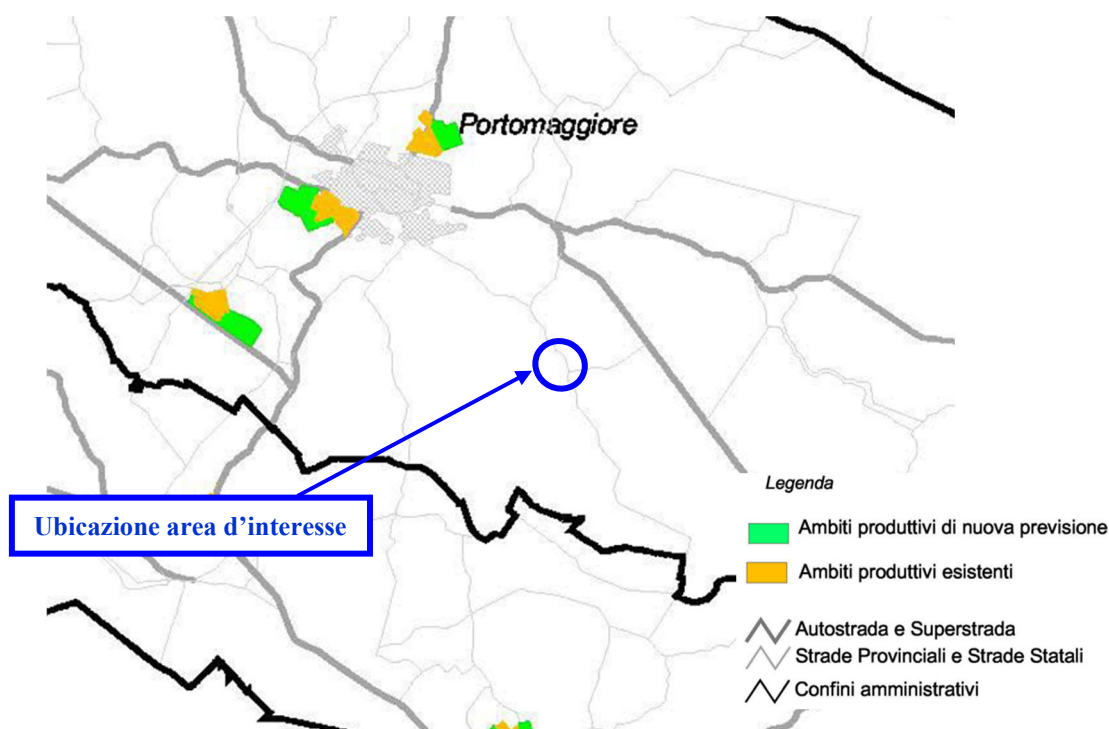 Portomaggiore
Ubicazione area d'interesse
Legenda
Ambiti produttivi di nuova previsione
Ambiti produttivi esistenti
Autostrada e Superstrada
Strade Provinciali e Strade Statali
Confini amministrativi